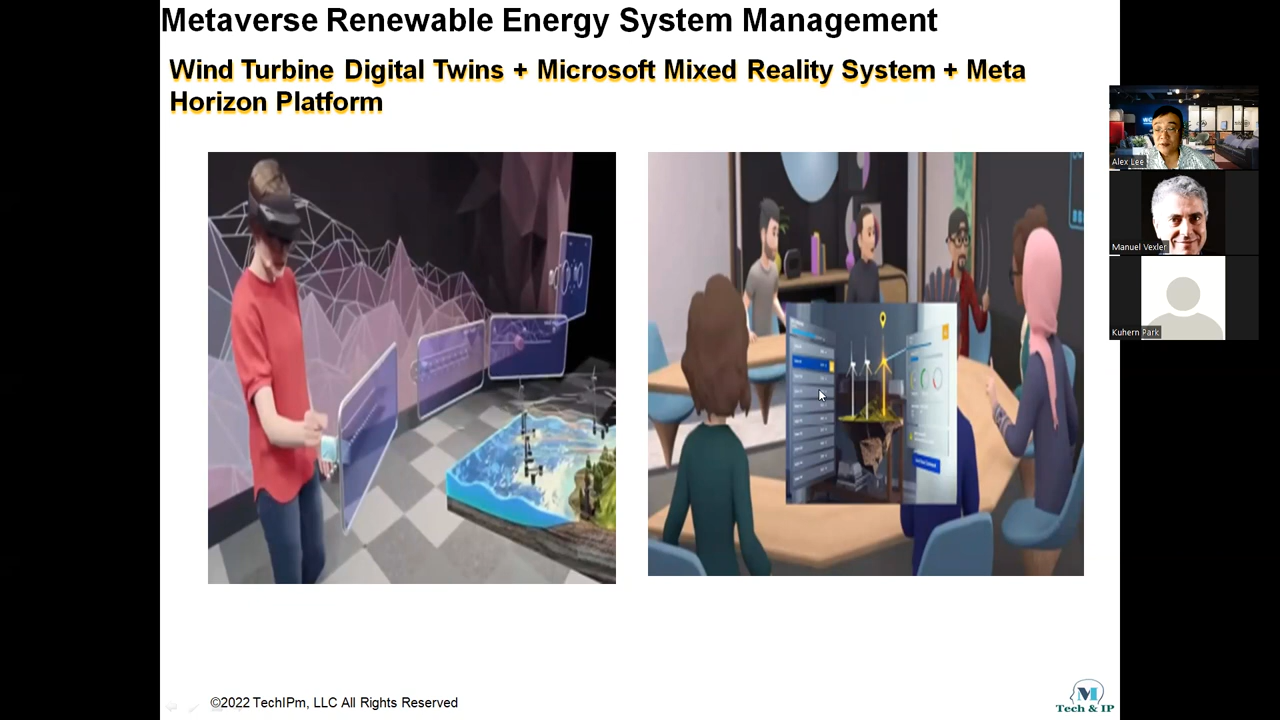 Metaverse Renewable Energy System Management
Wind Turbine Digital Twins + Microsoft Mixed Reality System + Meta
Horizon Platform
Alex Lee
Manuel Vexler
Kuhern Park
©2022 TechIPm, LLC All Rights Reserved
M
Tech & IP